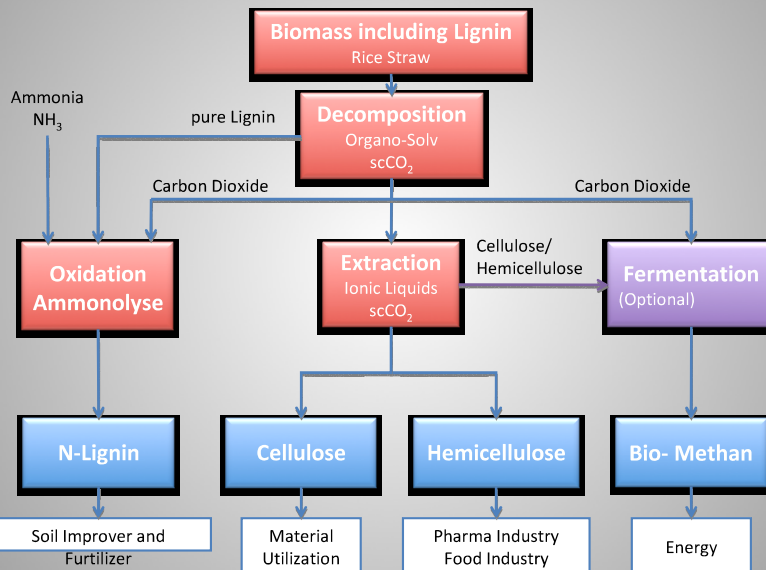 Biomass including Lignin
Rice Straw
Ammonia
NH₃
pure Lignin
Decomposition
Organo-Solv
scCO₂
Carbon Dioxide
Carbon Dioxide
Oxidation
Ammonolyse
Extraction
Ionic Liquids
scCO₂
Cellulose/
Hemicellulose
Fermentation
(Optional)
N-Lignin
Cellulose
Hemicellulose
Bio- Methan
Soil Improver and
Furtilizer
Material
Utilization
Pharma Industry
Food Industry
Energy